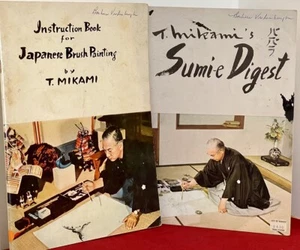 Instruction Book
for
Japanese Brush Painting
by
T. MIKAMI
T. Mikami's
Sumi-e Digest